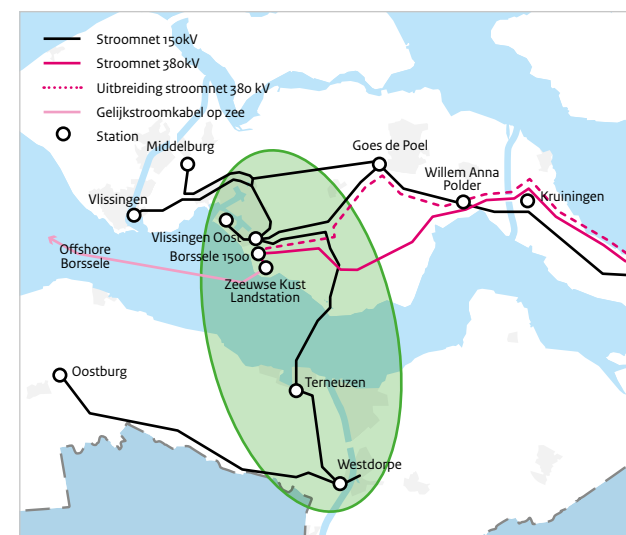 Stroomnet 150kV
Stroomnet 380kV
Uitbreiding stroomnet 380 kV
Gelijkstroomkabel op zee
Station
Middelburg
Goes de Poel
Willem Anna
Polder
Kruiningen
Vlissingen
Vlissingen Oost
Borssele 1500
Offshore
Borssele
Zeeuwse Kust
Landstation
Oostburg
Terneuzen
Westdorpe